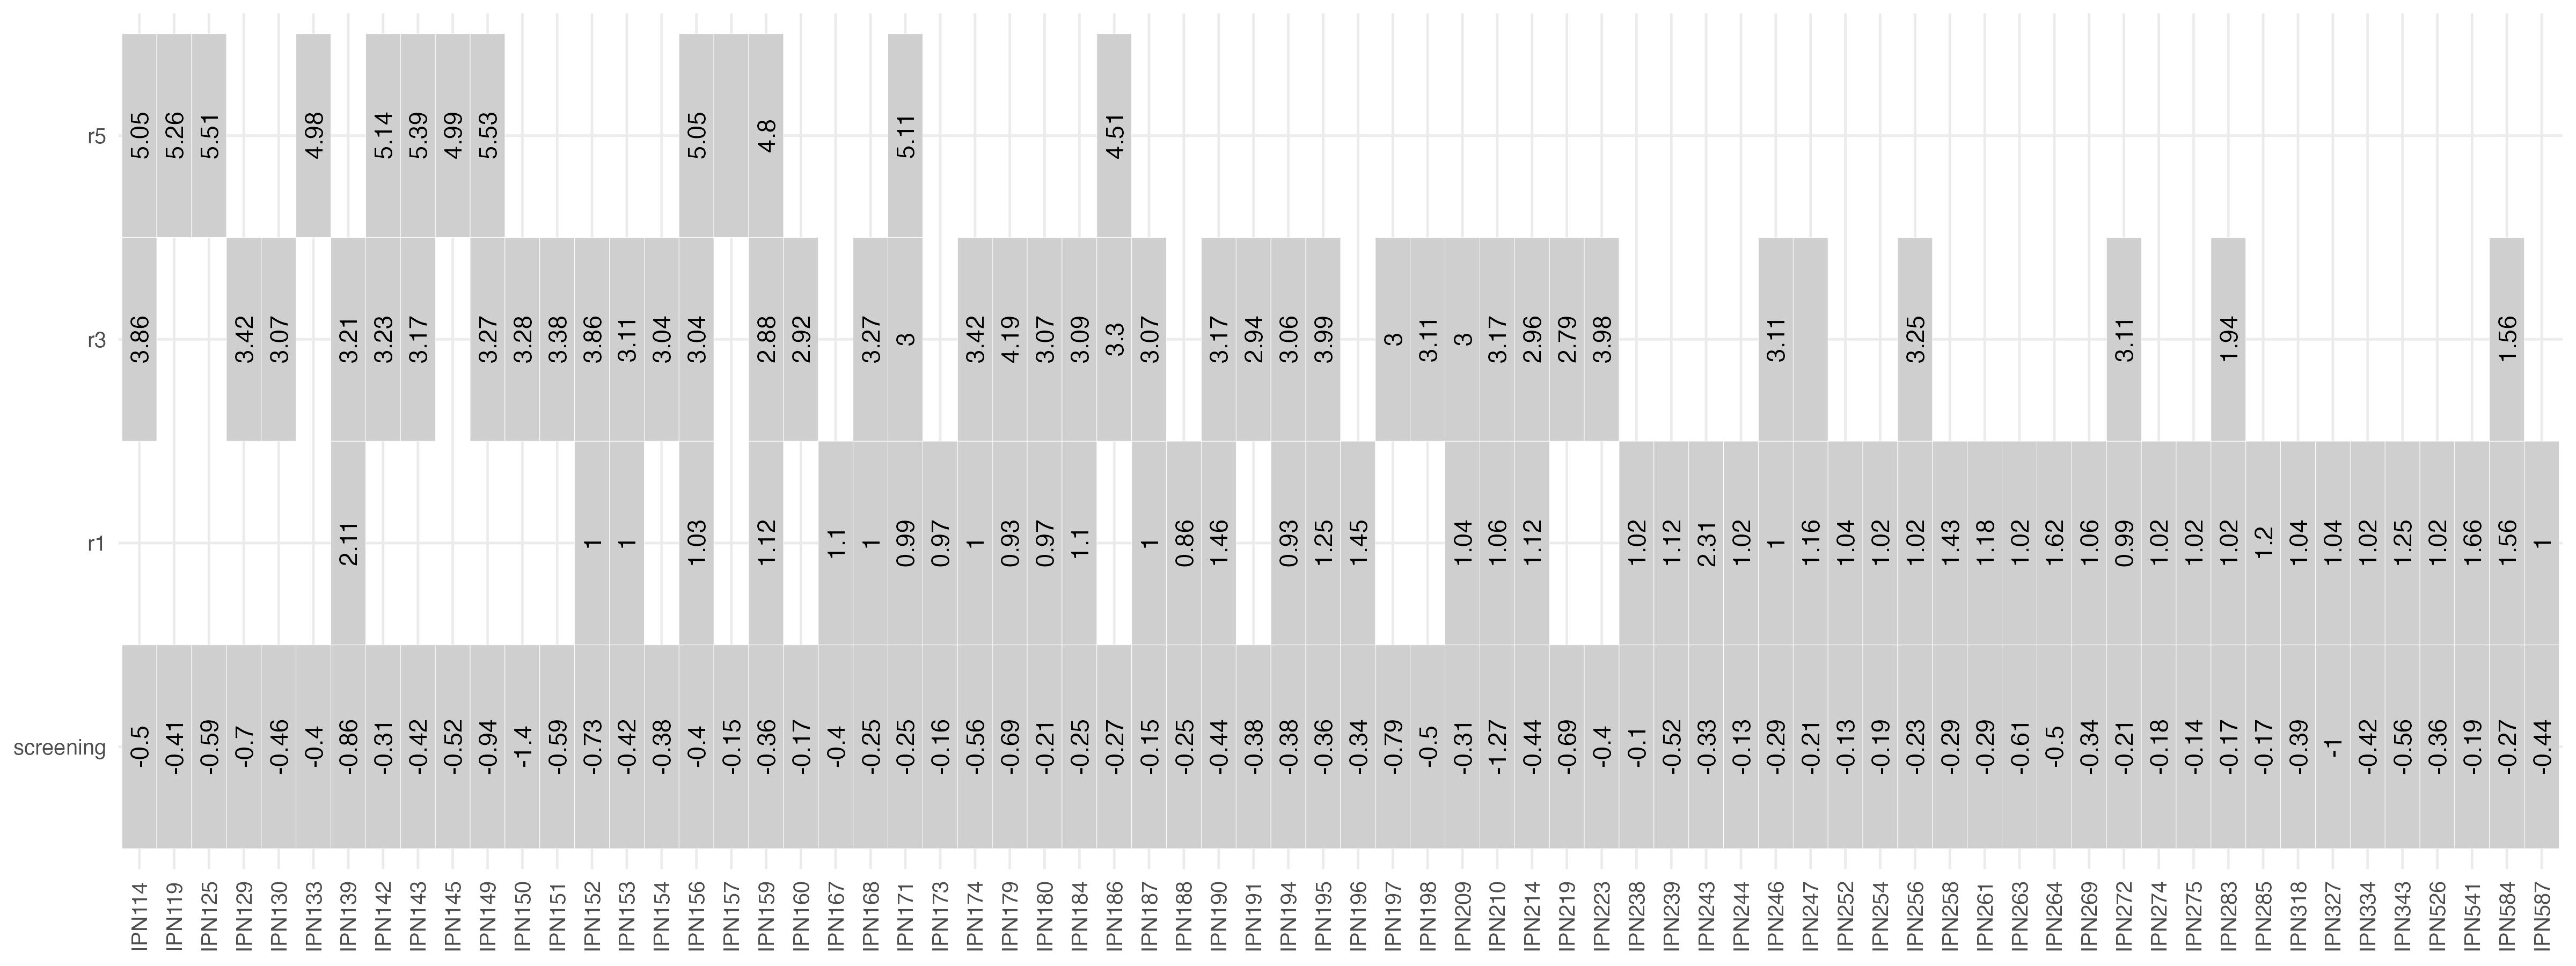 r5 5.05 5.26 5.51 4.98 5.14 5.39 4.99 5.53 5.05 4.8 5.11 4.51
r3 3.86 3.42 3.07 3.21 3.23 3.17 3.27 3.28 3.38 3.86 3.11 3.04 3.04 2.88 2.92 3.27 3 3.42 4.19 3.07 3.09 3.3 3.07 3.17 2.94 3.06 3.99 3 3.11 3 3.17 2.96 2.79 3.98 3.11 3.25 3.11 1.94 1.56
r1 2.11 1 1 1.03 1.12 1.1 1 0.99 0.97 1 0.93 0.97 1.1 1 0.86 1.46 0.93 1.25 1.45 1.04 1.06 1.12 1.02 1.12 2.31 1.02 1 1.16 1.04 1.02 1.02 1.43 1.18 1.02 1.62 1.06 0.99 1.02 1.02 1.02 1.2 1.04 1.04 1.02 1.25 1.02 1.66 1.56 1
screening -0.5 -0.41 -0.59 -0.7 -0.46 -0.4 -0.86 -0.31 -0.42 -0.52 -0.94 -1.4 -0.59 -0.73 -0.42 -0.38 -0.4 -0.15 -0.36 -0.17 -0.4 -0.25 -0.25 -0.16 -0.56 -0.69 -0.21 -0.25 -0.27 -0.15 -0.25 -0.44 -0.38 -0.38 -0.36 -0.34 -0.79 -0.5 -0.31 -1.27 -0.44 -0.69 -0.4 -0.1 -0.52 -0.33 -0.13 -0.29 -0.21 -0.13 -0.19 -0.23 -0.29 -0.29 -0.61 -0.5 -0.34 -0.21 -0.18 -0.14 -0.17 -0.17 -0.39 -1 -0.42 -0.56 -0.36 -0.19 -0.27 -0.44
IPN114 IPN119 IPN125 IPN129 IPN130 IPN133 IPN139 IPN142 IPN143 IPN145 IPN149 IPN150 IPN151 IPN152 IPN153 IPN154 IPN156 IPN157 IPN159 IPN160 IPN167 IPN168 IPN171 IPN173 IPN174 IPN179 IPN180 IPN184 IPN186 IPN187 IPN188 IPN190 IPN191 IPN194 IPN195 IPN196 IPN197 IPN198 IPN209 IPN210 IPN214 IPN219 IPN223 IPN238 IPN239 IPN243 IPN244 IPN246 IPN247 IPN252 IPN254 IPN256 IPN258 IPN261 IPN263 IPN264 IPN269 IPN272 IPN274 IPN275 IPN283 IPN285 IPN318 IPN327 IPN334 IPN343 IPN526 IPN541 IPN584 IPN587